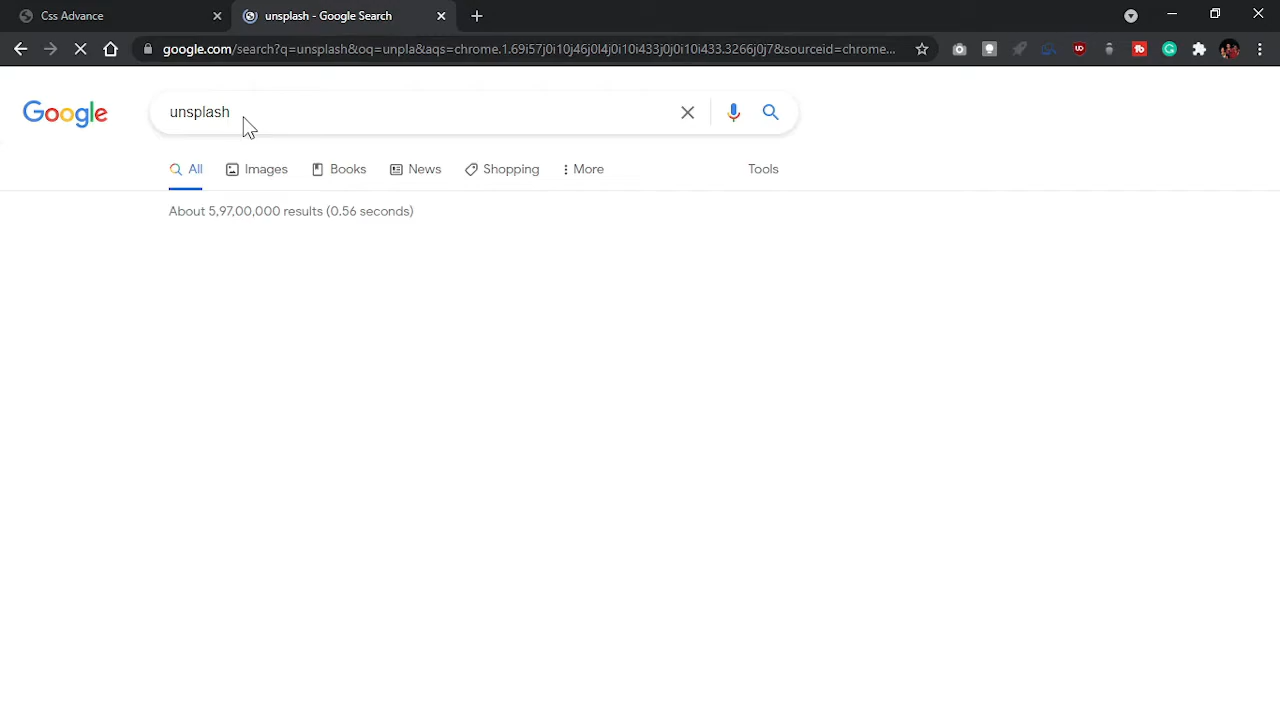 Css Advance
unsplash - Google Search
google.com/search?q=unsplash&oq=unpla&aqs=chrome.1.69i57j0i10j46j0l4j0i10i433j0j0i10i433.3266j0j7&sourceid=chrome...
Google
unsplash
All Images Books News Shopping More Tools
About 5,97,00,000 results (0.56 seconds)